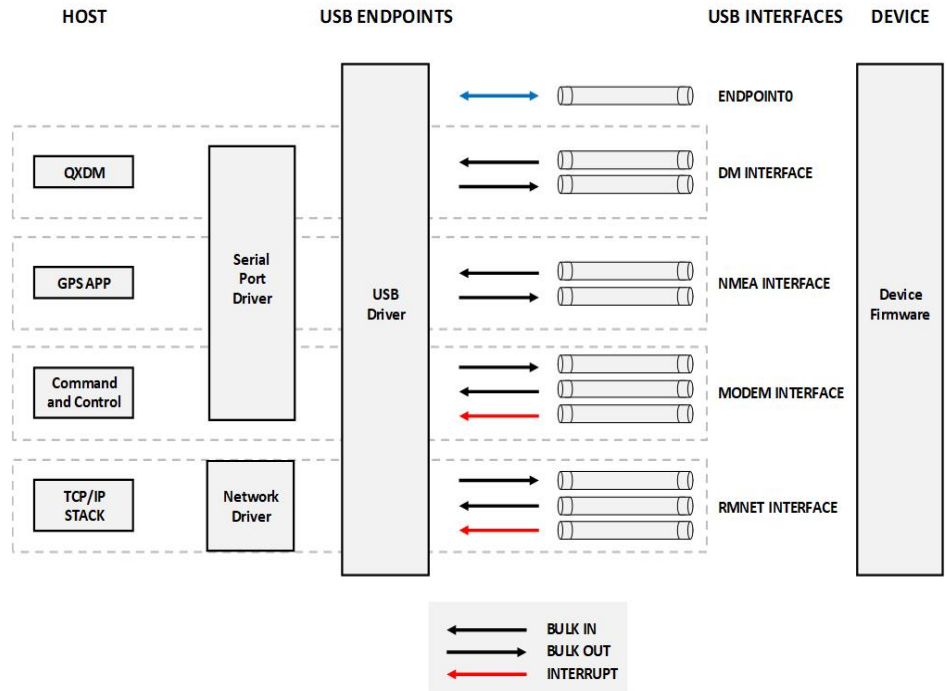 HOST
USB ENDPOINTS
USB INTERFACES
DEVICE
ENDPOINT0
QXDM
DM INTERFACE
Serial
Port
Driver
GPS APP
USB
Driver
NMEA INTERFACE
Device
Firmware
Command
and Control
MODEM INTERFACE
TCP/IP
STACK
Network
Driver
RMNET INTERFACE
BULK IN
BULK OUT
INTERRUPT